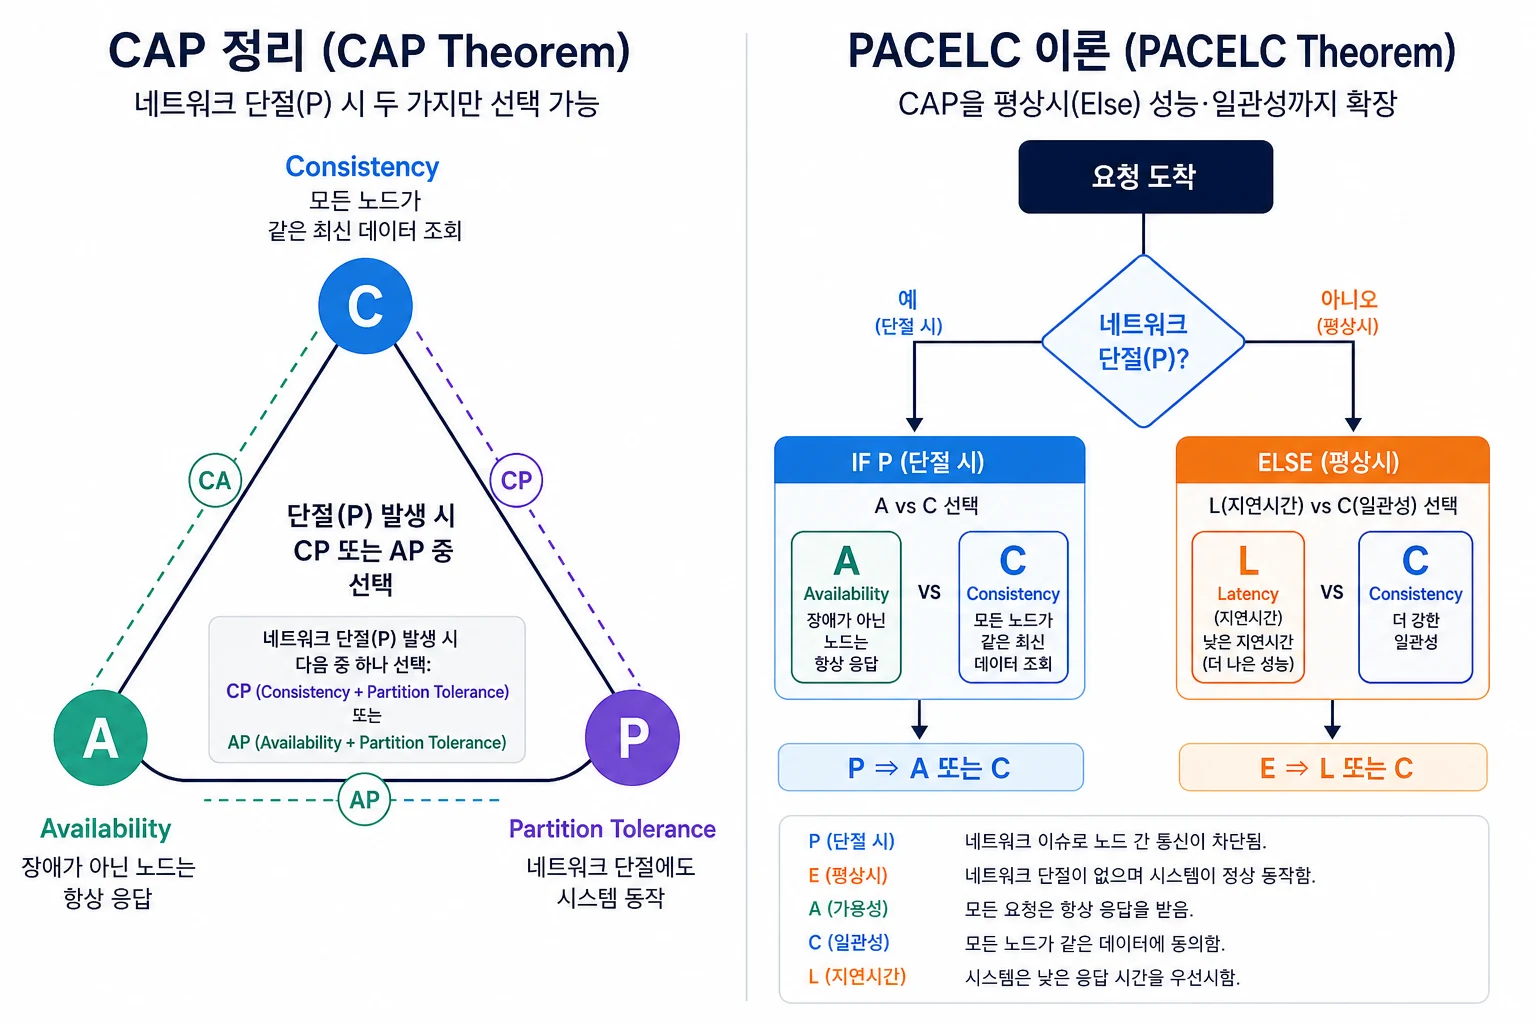 CAP 정리 (CAP Theorem)
네트워크 단절(P) 시 두 가지만 선택 가능
Consistency
모든 노드가
같은 최신 데이터 조회
C
CA
CP
단절(P) 발생 시
CP 또는 AP 중
선택
네트워크 단절(P) 발생 시
다음 중 하나 선택:
CP (Consistency + Partition Tolerance)
또는
AP (Availability + Partition Tolerance)
A
P
AP
Availability
장애가 아닌 노드는
항상 응답
Partition Tolerance
네트워크 단절에도
시스템 동작
PACELC 이론 (PACELC Theorem)
CAP을 평상시(Else) 성능·일관성까지 확장
요청 도착
네트워크
단절(P)?
예
(단절 시)
아니오
(평상시)
IF P (단절 시)
A vs C 선택
A
Availability
장애가 아닌
노드는
항상 응답
VS
C
Consistency
모든 노드가
같은 최신
데이터 조회
P ⇒ A 또는 C
ELSE (평상시)
L(지연시간) vs C(일관성) 선택
L
Latency
(지연시간)
낮은 지연시간
(더 나은 성능)
VS
C
Consistency
더 강한
일관성
E ⇒ L 또는 C
P (단절 시) 네트워크 이슈로 노드 간 통신이 차단됨.
E (평상시) 네트워크 단절이 없으며 시스템이 정상 동작함.
A (가용성) 모든 요청은 항상 응답을 받음.
C (일관성) 모든 노드가 같은 데이터에 동의함.
L (지연시간) 시스템은 낮은 응답 시간을 우선시함.